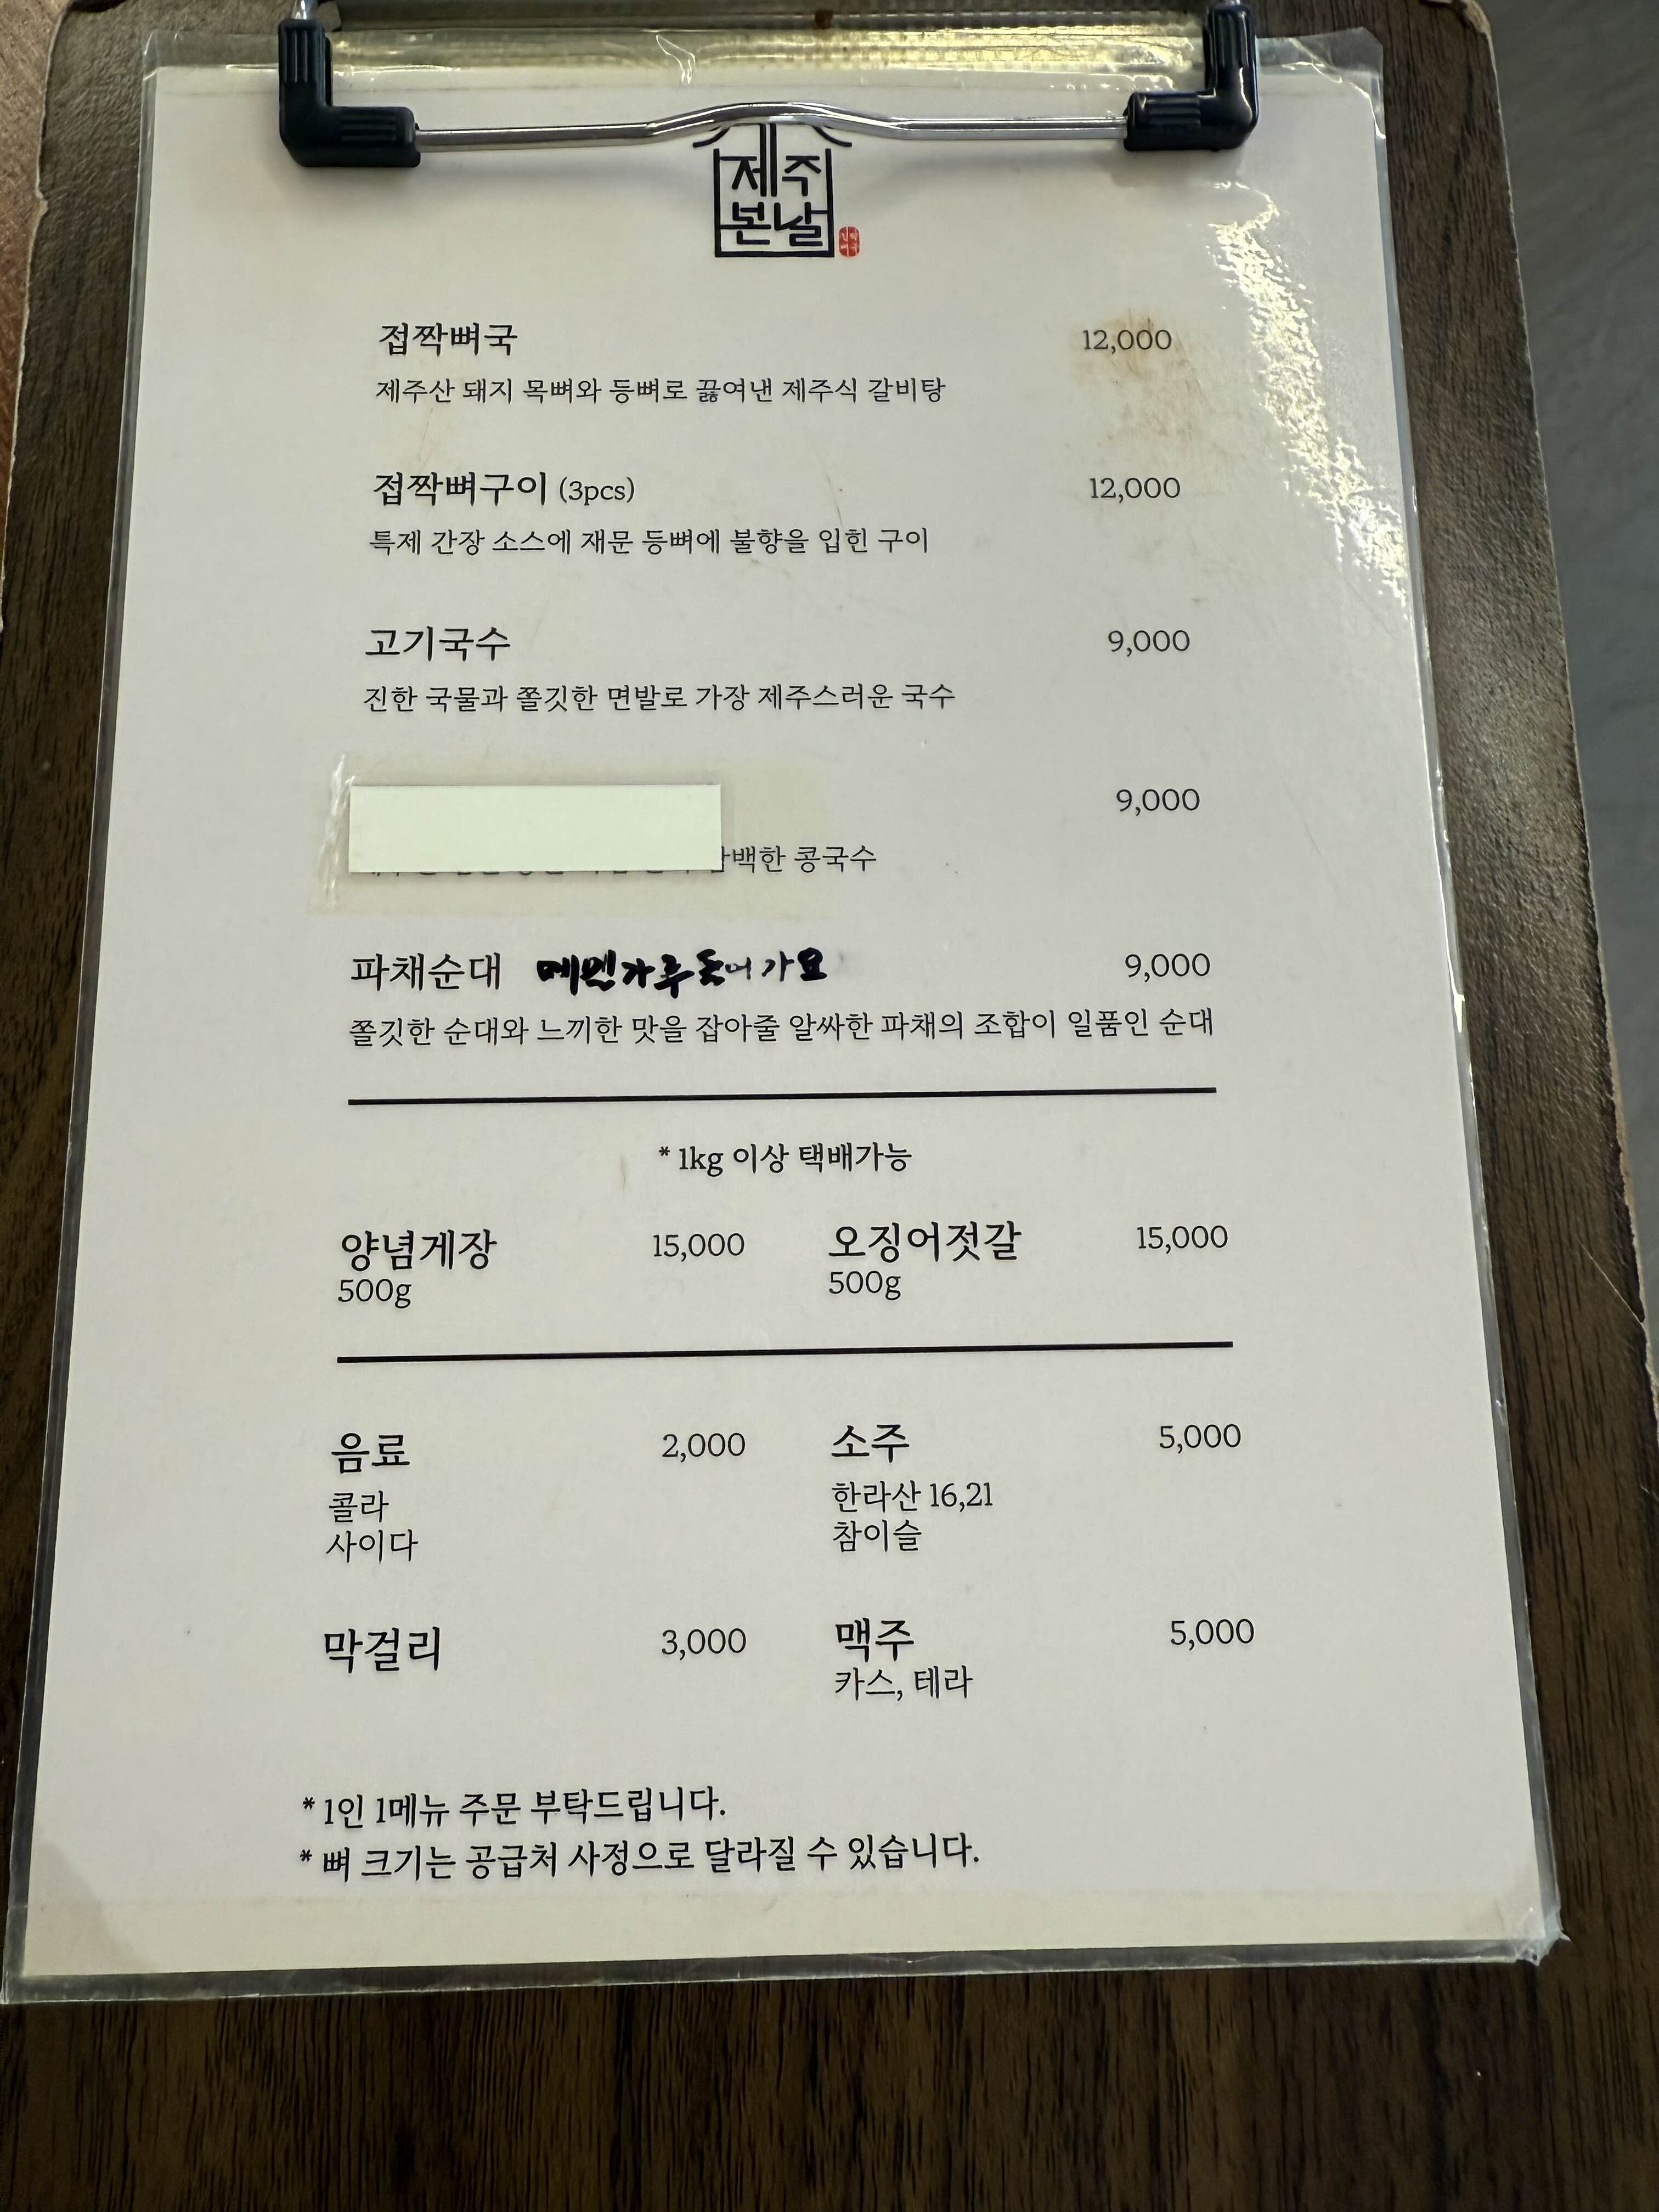 제주
본날
접짝뼈국 12,000
제주산 돼지 목뼈와 등뼈로 끓여낸 제주식 갈비탕
접짝뼈구이 (3pcs) 12,000
특제 간장 소스에 재문 등뼈에 불향을 입힌 구이
고기국수 9,000
진한 국물과 쫄깃한 면발로 가장 제주스러운 국수
9,000
콩국수
파채순대 메밀가루 들어가요 9,000
쫄깃한 순대와 느끼한 맛을 잡아줄 알싸한 파채의 조합이 일품인 순대
* 1kg 이상 택배가능
양념게장 15,000 오징어젓갈 15,000
500g 500g
음료 2,000 소주 5,000
콜라 한라산 16,21
사이다 참이슬
막걸리 3,000 맥주 5,000
카스, 테라
* 1인 1메뉴 주문 부탁드립니다.
* 뼈 크기는 공급처 사정으로 달라질 수 있습니다.